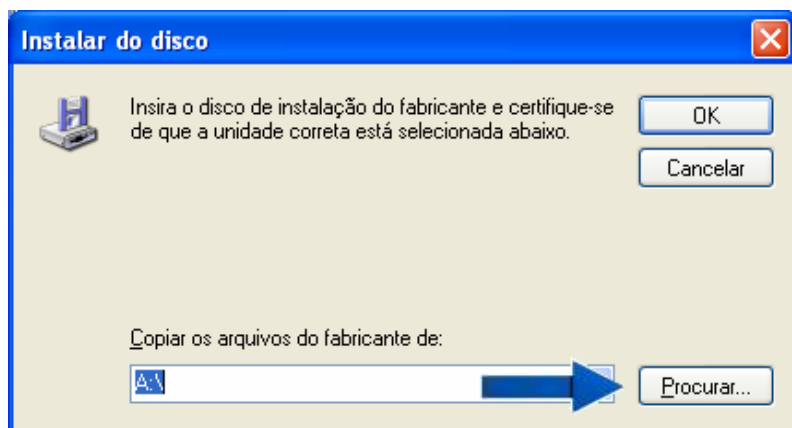 Instalar do disco
Insira o disco de instalação do fabricante e certifique-se
de que a unidade correta está selecionada abaixo.
OK
Cancelar
Copiar os arquivos do fabricante de:
A:\
Procurar...